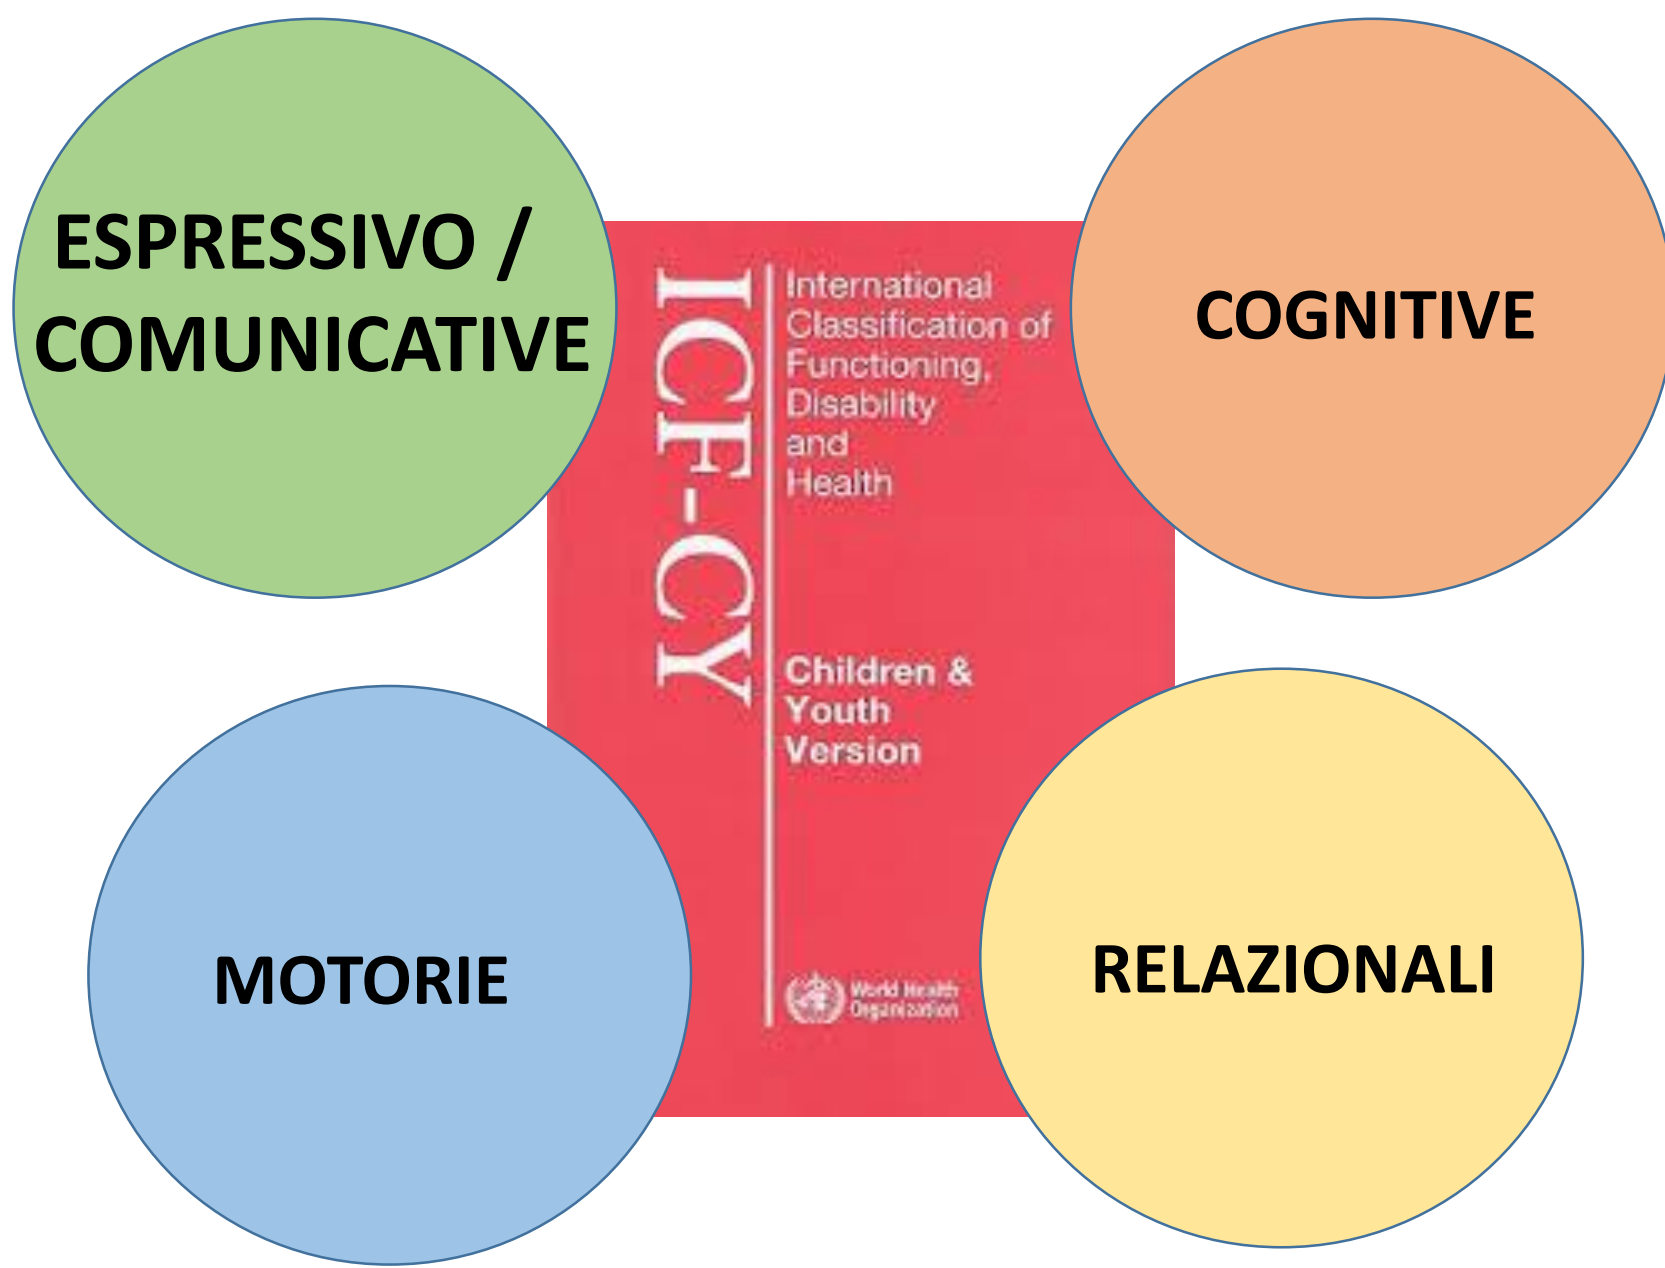 ESPRESSIVO /
COMUNICATIVE
COGNITIVE
ICF-CY
International
Classification of
Functioning,
Disability
and
Health
Children &
Youth
Version
World Health
Organization
MOTORIE
RELAZIONALI